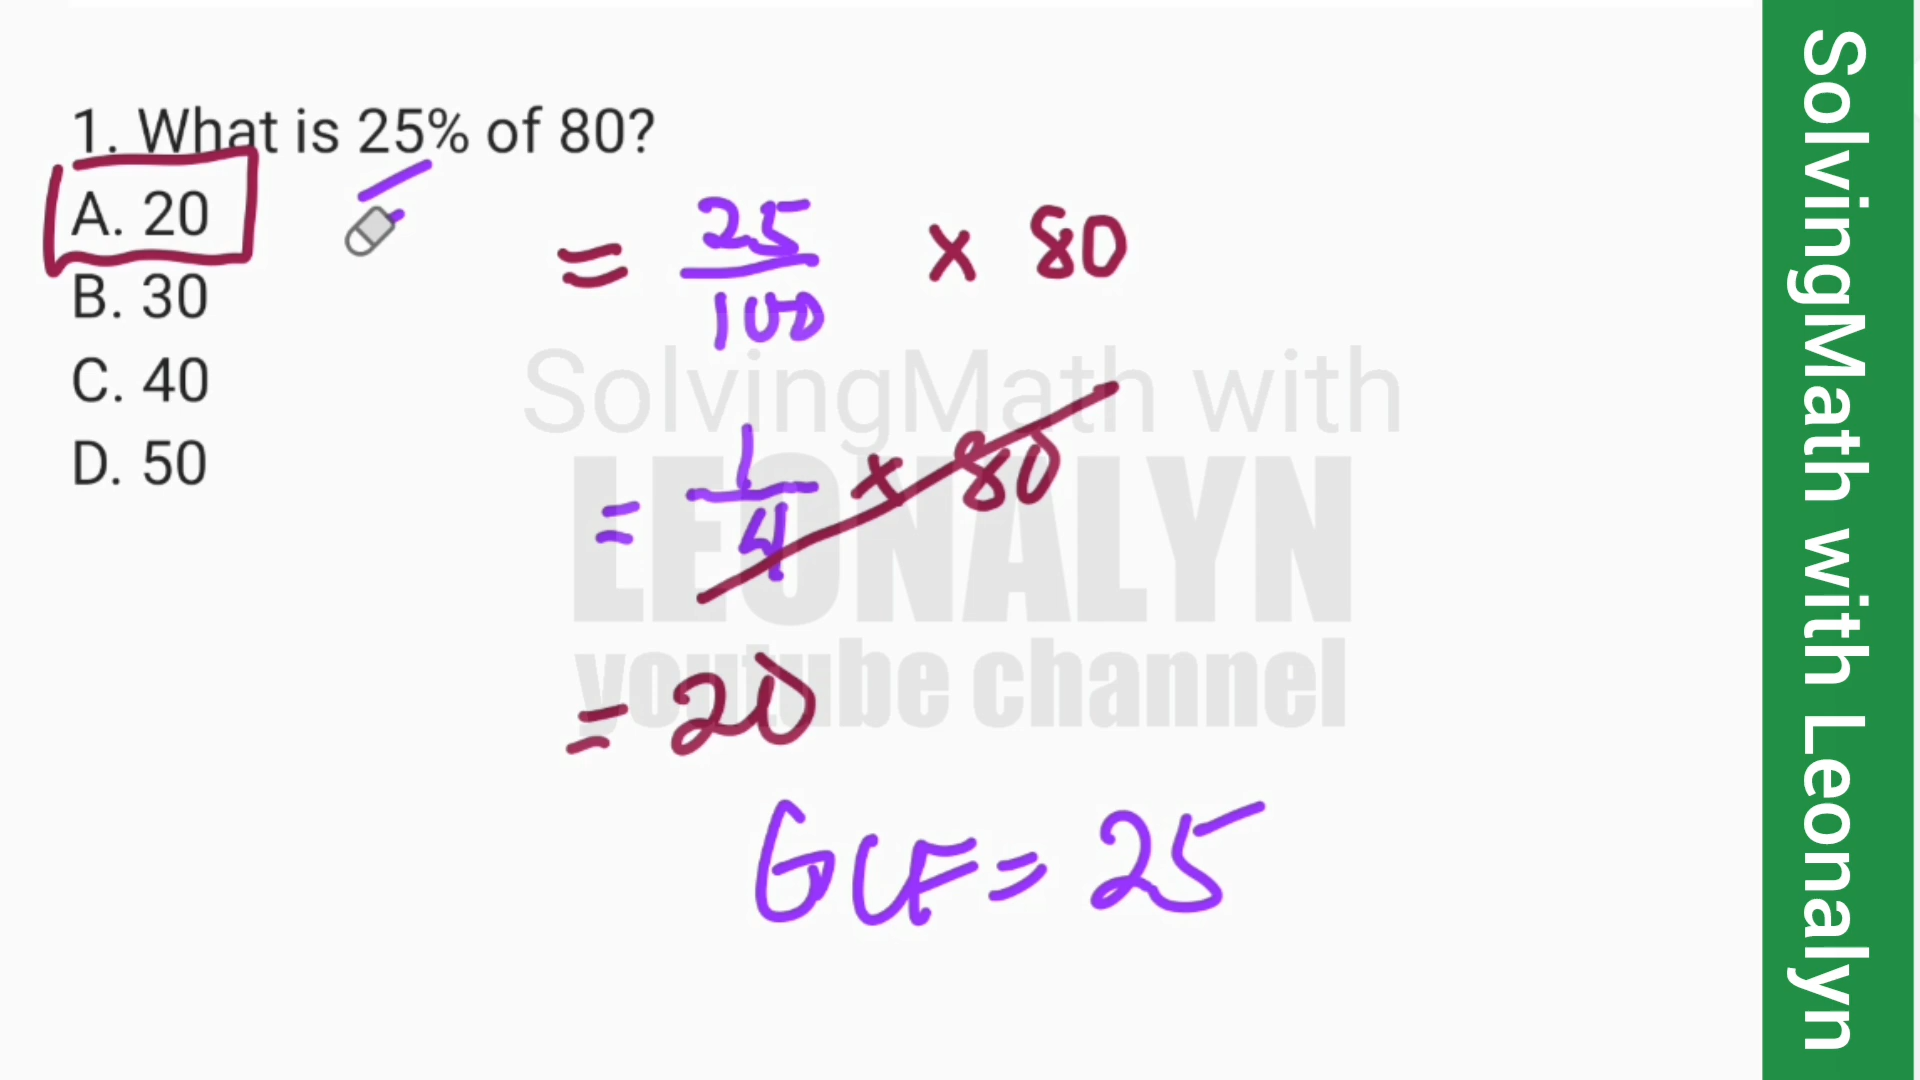 1. What is 25% of 80?
A. 20
B. 30
C. 40
D. 50
= 25/100 x 80
= 1/4 x 80
= 20
GCF = 25
SolvingMath with
LEONALYN
youtube channel
SolvingMath with Leonalyn